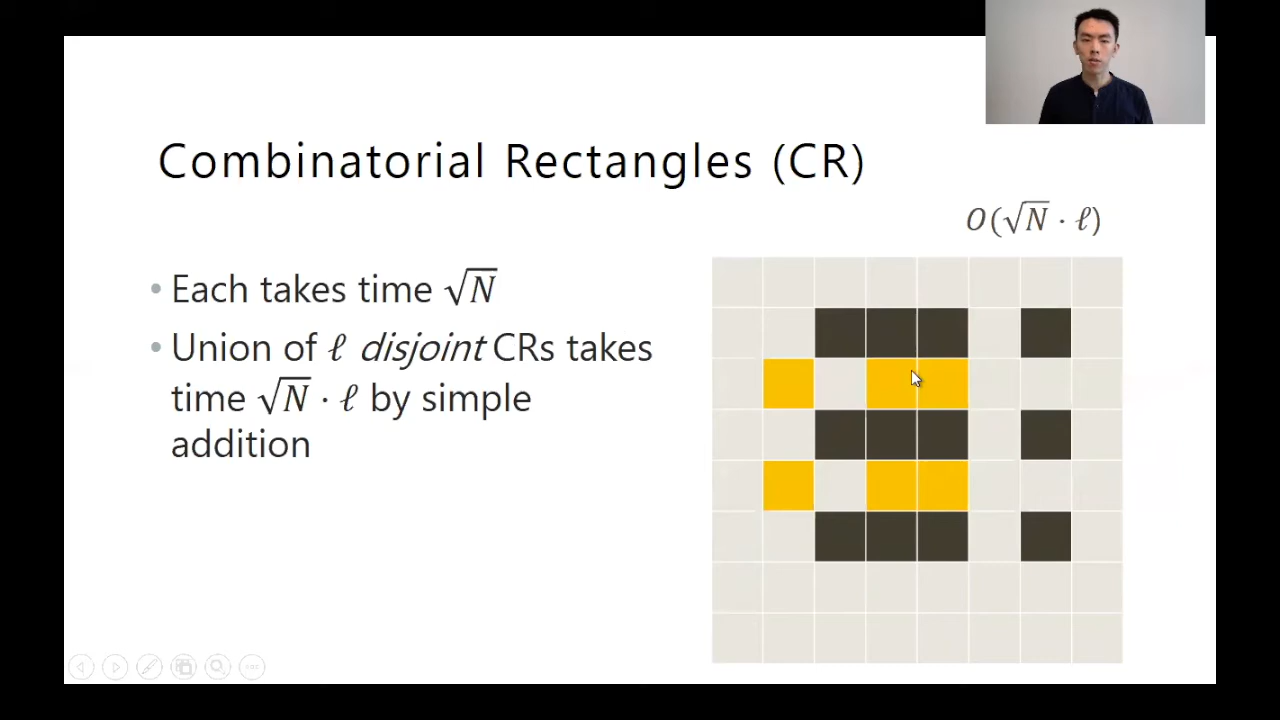 Combinatorial Rectangles (CR)
O(√N · ℓ)
• Each takes time √N
• Union of ℓ disjoint CRs takes
time √N · ℓ by simple
addition